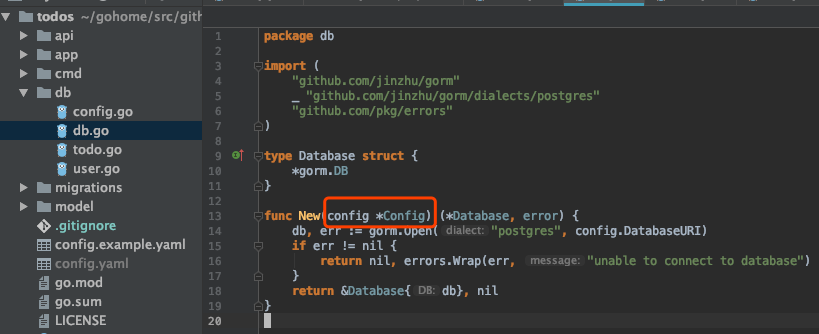 todos ~/gohome/src/gith
api
app
cmd
db
config.go
db.go
todo.go
user.go
migrations
model
.gitignore
config.example.yaml
config.yaml
go.mod
go.sum
LICENSE
1 package db
2
3 import (
4 "github.com/jinzhu/gorm"
5 _ "github.com/jinzhu/gorm/dialects/postgres"
6 "github.com/pkg/errors"
7 )
8
9 type Database struct {
10 *gorm.DB
11 }
12
13 func New(config *Config) (*Database, error) {
14 db, err := gorm.Open( dialect: "postgres", config.DatabaseURI)
15 if err != nil {
16 return nil, errors.Wrap(err, message: "unable to connect to database")
17 }
18 return &Database{ DB: db}, nil
19 }
20